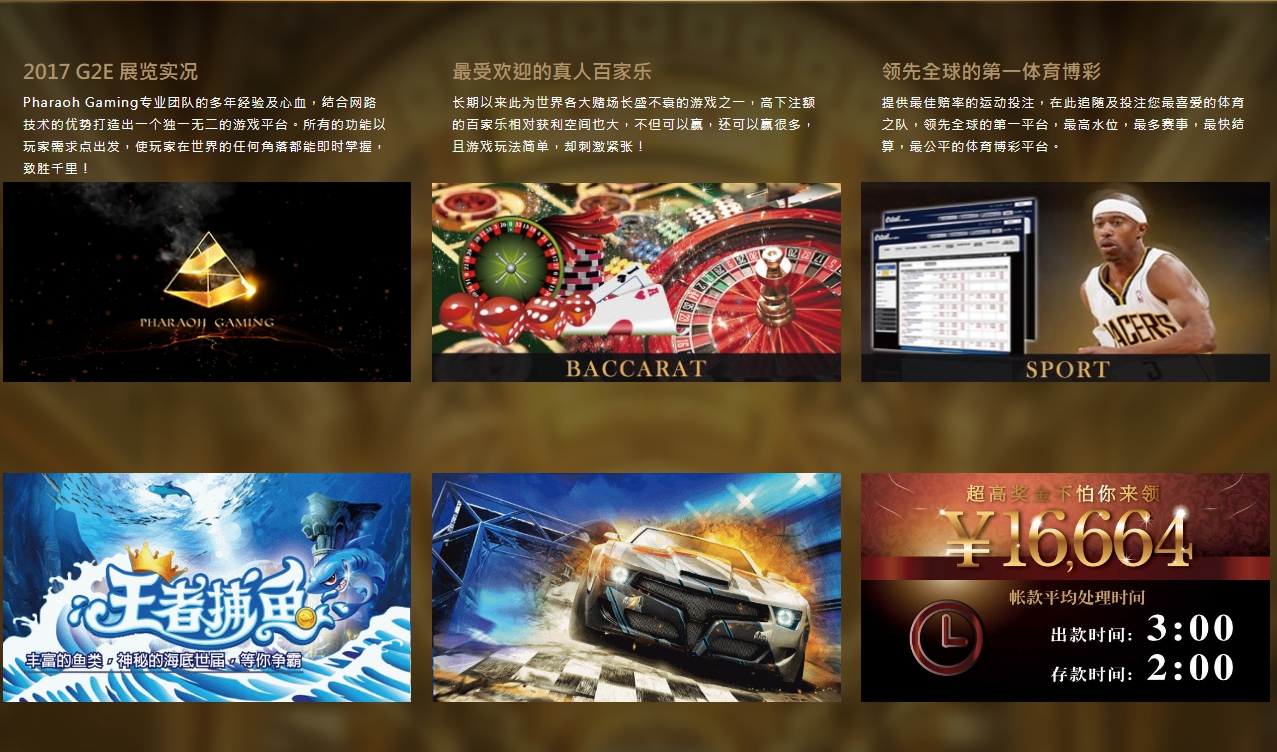 2017 G2E 展览实况
Pharaoh Gaming专业团队的多年经验及心血，結合网路
技术的优势打造出一个独一无二的游戏平台。所有的功能以
玩家需求点出发，使玩家在世界的任何角落都能即时掌握，
致胜千里！
PHARAOH GAMING
最受欢迎的真人百家乐
长期以来此为世界各大赌场长盛不衰的游戏之一，高下注额
的百家乐相对获利空间也大，不但可以赢，还可以赢很多，
且游戏玩法简单，却刺激紧张！
BACCARAT
领先全球的第一体育博彩
提供最佳赔率的运动投注，在此追随及投注您最喜爱的体育
之队，领先全球的第一平台，最高水位，最多赛事，最快结
算，最公平的体育博彩平台。
PACERS
SPORT
王者捕鱼
丰富的鱼类，神秘的海底世届，等你争霸
超高奖金不怕你来领
¥16,664
帐款平均处理时间
出款时间：3:00
存款时间：2:00